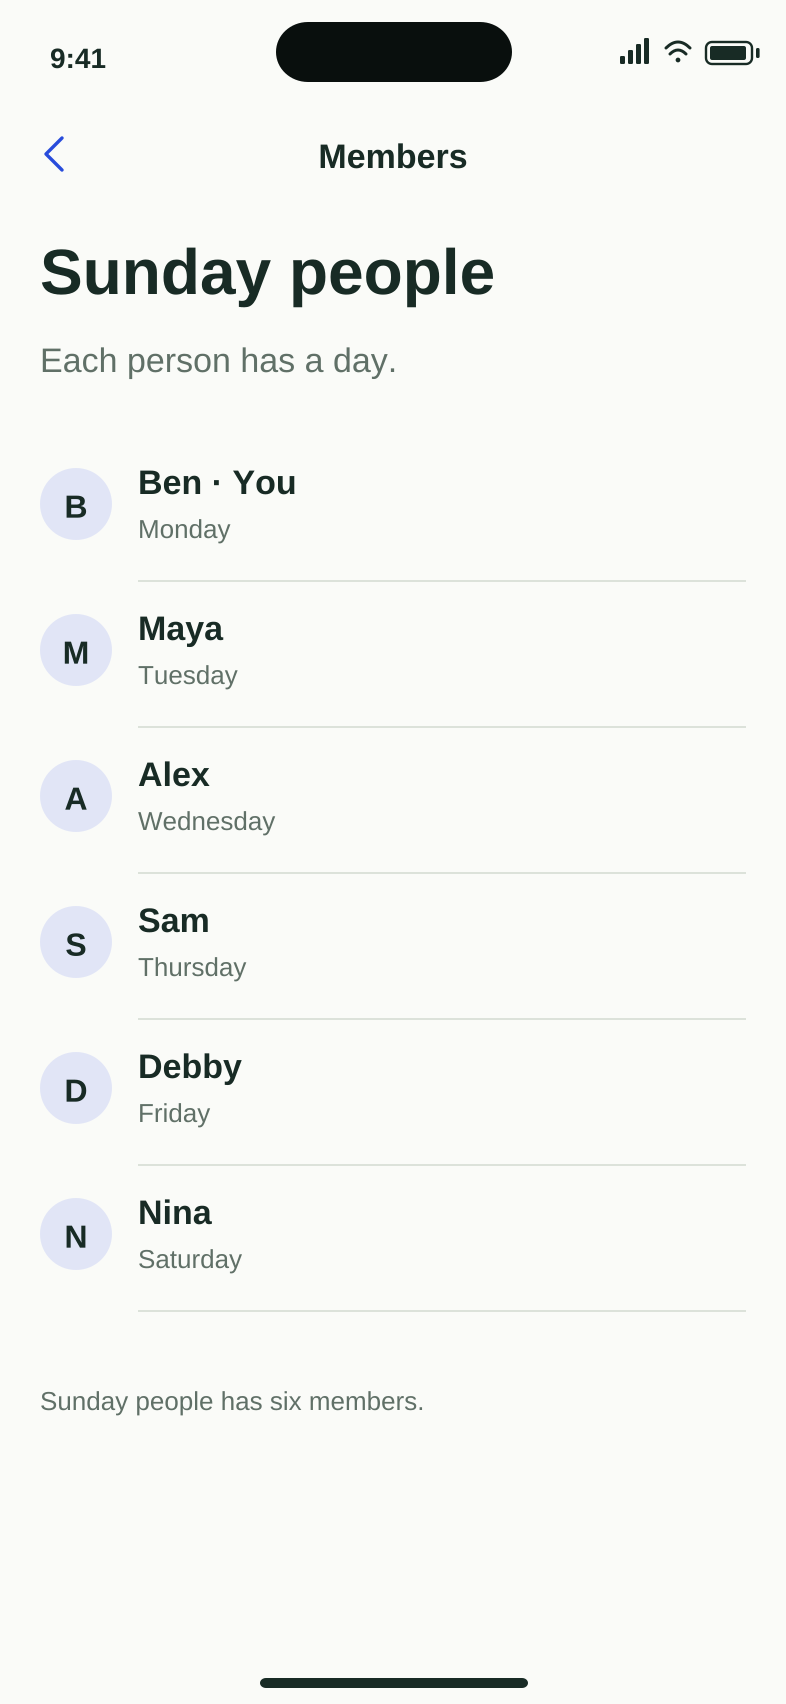 9:41
Members
Sunday people
Each person has a day.
B
Ben · You
Monday
M
Maya
Tuesday
A
Alex
Wednesday
S
Sam
Thursday
D
Debby
Friday
N
Nina
Saturday
Sunday people has six members.